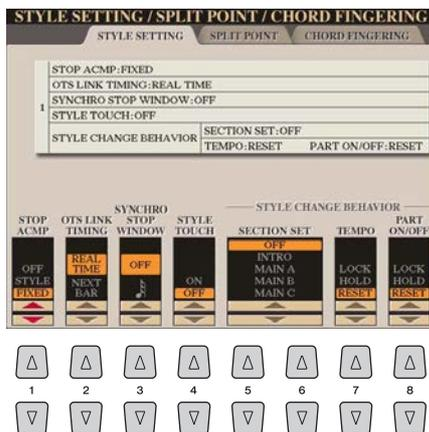 STYLE SETTING / SPLIT POINT / CHORD FINGERING
STYLE SETTING SPLIT POINT CHORD FINGERING
STOP ACMP:FIXED
OTS LINK TIMING:REAL TIME
1
SYNCHRO STOP WINDOW:OFF
STYLE TOUCH:OFF
STYLE CHANGE BEHAVIOR
SECTION SET:OFF
TEMPO:RESET PART ON/OFF:RESET
STYLE CHANGE BEHAVIOR
STOP ACMP
OTS LINK TIMING
SYNCHRO STOP WINDOW
STYLE TOUCH
SECTION SET
TEMPO
PART ON/OFF
OFF
STYLE
FIXED
REAL TIME
NEXT BAR
OFF
ON
OFF
OFF
INTRO
MAIN A
MAIN B
MAIN C
LOCK
HOLD
RESET
LOCK
HOLD
RESET
1 2 3 4 5 6 7 8